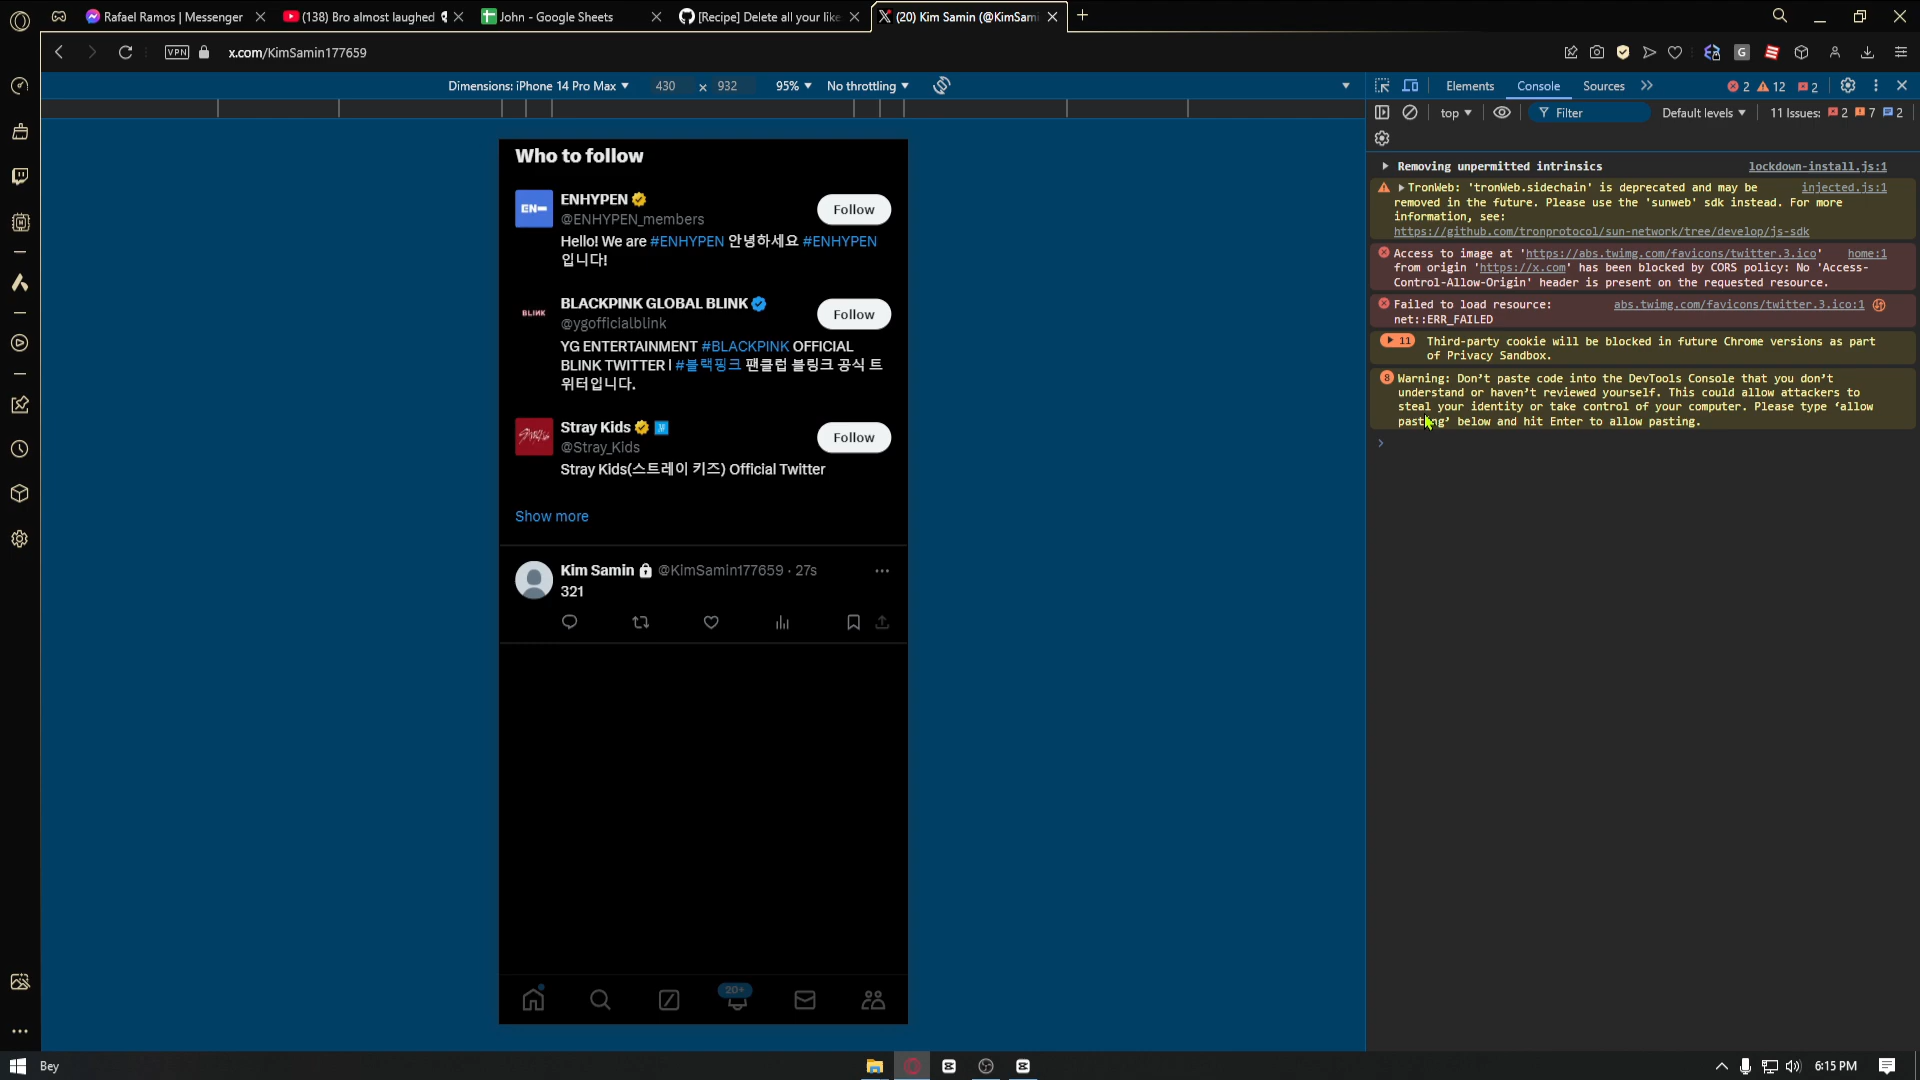 Rafael Ramos | Messenger
(138) Bro almost laughed
John - Google Sheets
[Recipe] Delete all your like
(20) Kim Samin (@KimSami
VPN
x.com/KimSamin177659
Dimensions: iPhone 14 Pro Max
430 x 932
95%
No throttling
Elements
Console
Sources
2
12
2
top
Filter
Default levels
11 Issues:
2
7
2
Who to follow
EN-
ENHYPEN
@ENHYPEN_members
Follow
Hello! We are #ENHYPEN 안녕하세요 #ENHYPEN
입니다!
BLINK
BLACKPINK GLOBAL BLINK
@ygofficialblink
Follow
YG ENTERTAINMENT #BLACKPINK OFFICIAL
BLINK TWITTER l #블랙핑크 팬클럽 블링크 공식 트
위터입니다.
Stray Kids
@Stray_Kids
Follow
Stray Kids(스트레이 키즈) Official Twitter
Show more
Kim Samin @KimSamin177659 · 27s
321
20+
Removing unpermitted intrinsics
lockdown-install.js:1
TronWeb: 'tronWeb.sidechain' is deprecated and may be
injected.js:1
removed in the future. Please use the 'sunweb' sdk instead. For more
information, see:
https://github.com/tronprotocol/sun-network/tree/develop/js-sdk
Access to image at 'https://abs.twimg.com/favicons/twitter.3.ico'
home:1
from origin 'https://x.com' has been blocked by CORS policy: No 'Access-
Control-Allow-Origin' header is present on the requested resource.
Failed to load resource:
abs.twimg.com/favicons/twitter.3.ico:1
net::ERR_FAILED
11
Third-party cookie will be blocked in future Chrome versions as part
of Privacy Sandbox.
8
Warning: Don't paste code into the DevTools Console that you don't
understand or haven't reviewed yourself. This could allow attackers to
steal your identity or take control of your computer. Please type ‘allow
pasting’ below and hit Enter to allow pasting.
Bey
6:15 PM